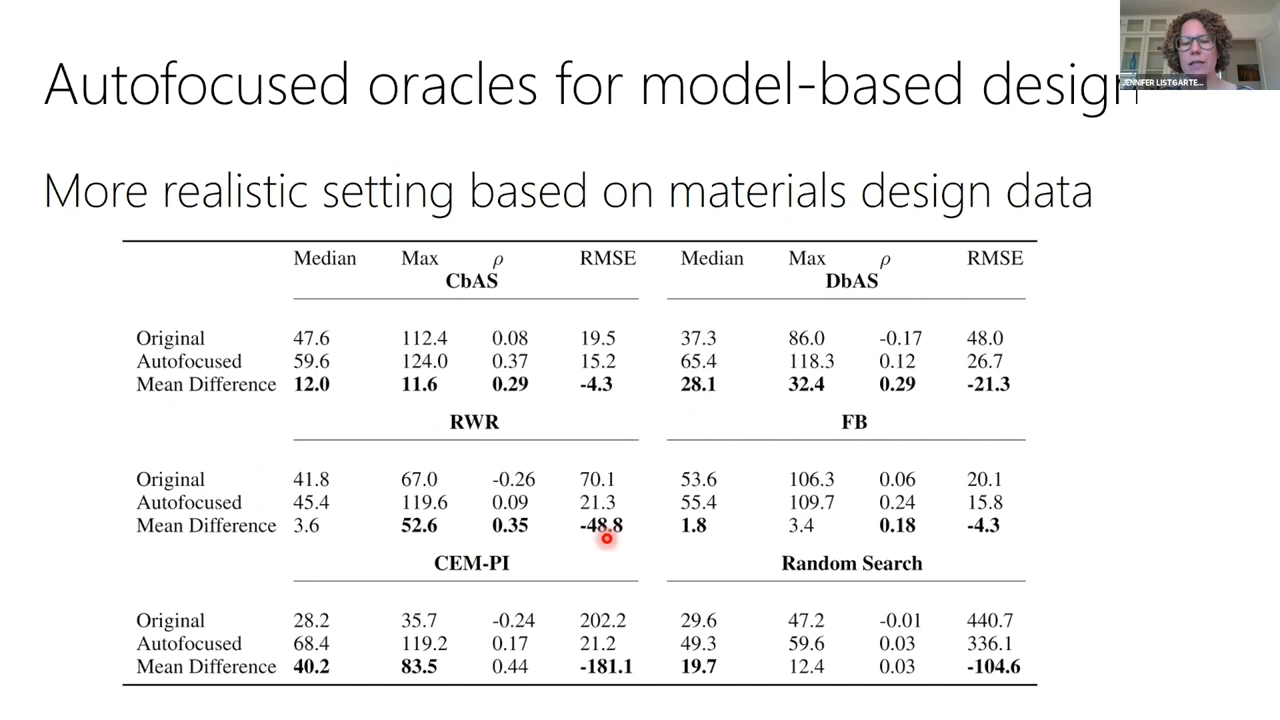 Autofocused oracles for model-based design
JENNIFER LISTGARTE...
More realistic setting based on materials design data
Median Max ρ RMSE Median Max ρ RMSE
CbAS DbAS
Original 47.6 112.4 0.08 19.5 37.3 86.0 -0.17 48.0
Autofocused 59.6 124.0 0.37 15.2 65.4 118.3 0.12 26.7
Mean Difference 12.0 11.6 0.29 -4.3 28.1 32.4 0.29 -21.3
RWR FB
Original 41.8 67.0 -0.26 70.1 53.6 106.3 0.06 20.1
Autofocused 45.4 119.6 0.09 21.3 55.4 109.7 0.24 15.8
Mean Difference 3.6 52.6 0.35 -48.8 1.8 3.4 0.18 -4.3
CEM-PI Random Search
Original 28.2 35.7 -0.24 202.2 29.6 47.2 -0.01 440.7
Autofocused 68.4 119.2 0.17 21.2 49.3 59.6 0.03 336.1
Mean Difference 40.2 83.5 0.44 -181.1 19.7 12.4 0.03 -104.6